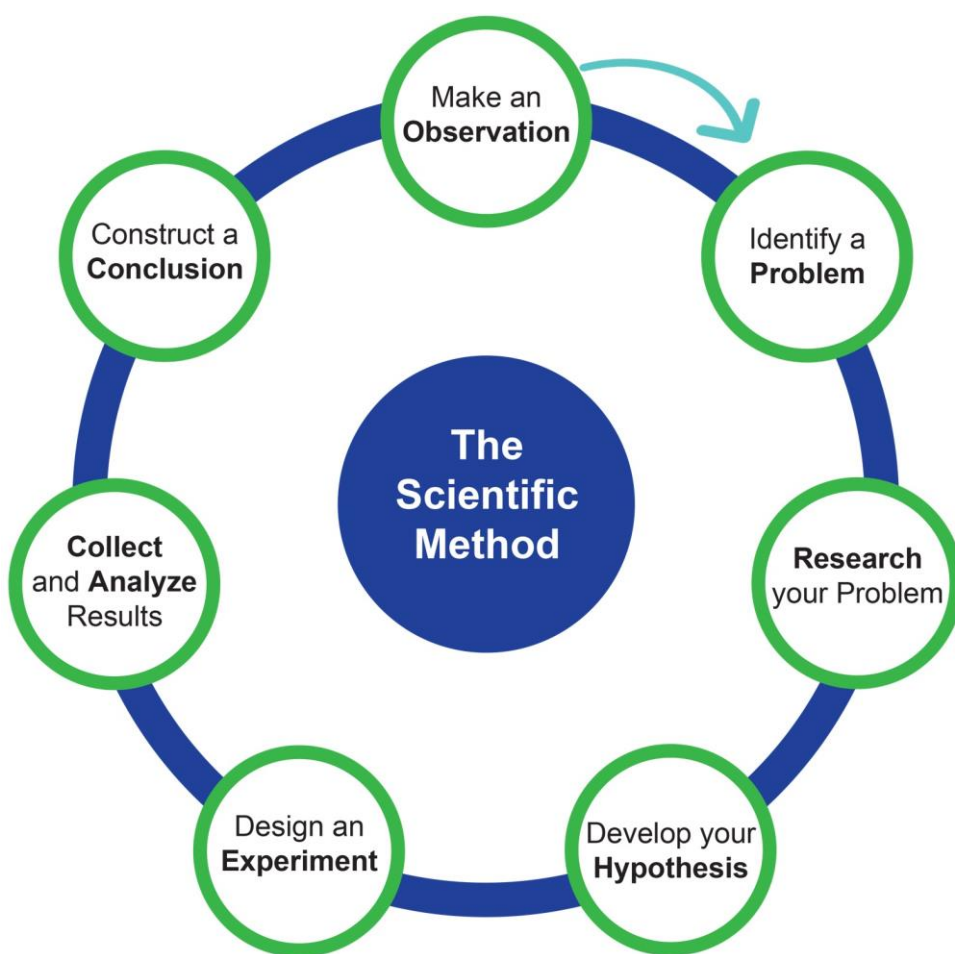 Make an
Observation
Identify a
Problem
Research
your Problem
Develop your
Hypothesis
Design an
Experiment
Collect
and Analyze
Results
Construct a
Conclusion
The
Scientific
Method